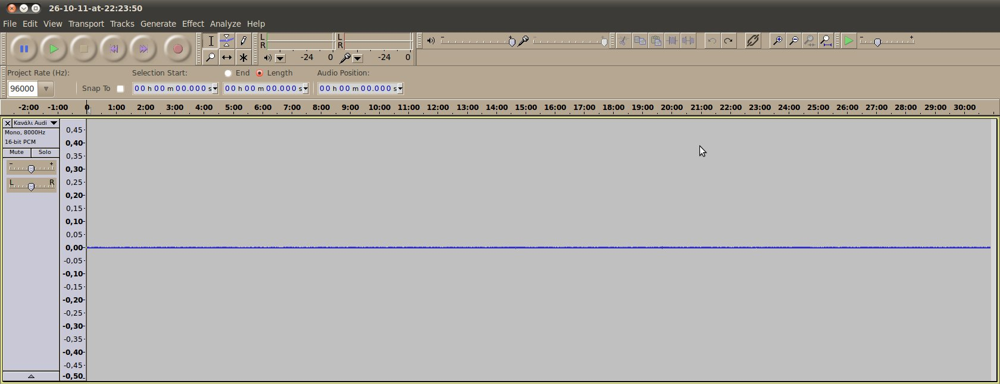 26-10-11-at-22:23:50
File Edit View Transport Tracks Generate Effect Analyze Help
L
R
-24 0
L
R
-24 0
- +
- +
- +
Project Rate (Hz):
96000
Snap To
Selection Start:
End Length
00 h 00 m 00.000 s
00 h 00 m 00.000 s
Audio Position:
00 h 00 m 00.000 s
-2:00 -1:00 0 1:00 2:00 3:00 4:00 5:00 6:00 7:00 8:00 9:00 10:00 11:00 12:00 13:00 14:00 15:00 16:00 17:00 18:00 19:00 20:00 21:00 22:00 23:00 24:00 25:00 26:00 27:00 28:00 29:00 30:00
X Κανάλι Audi
Mono, 8000Hz
16-bit PCM
Mute Solo
- +
L R
0,45
0,40
0,35
0,30
0,25
0,20
0,15
0,10
0,05
0,00
-0,05
-0,10
-0,15
-0,20
-0,25
-0,30
-0,35
-0,40
-0,45
-0,50